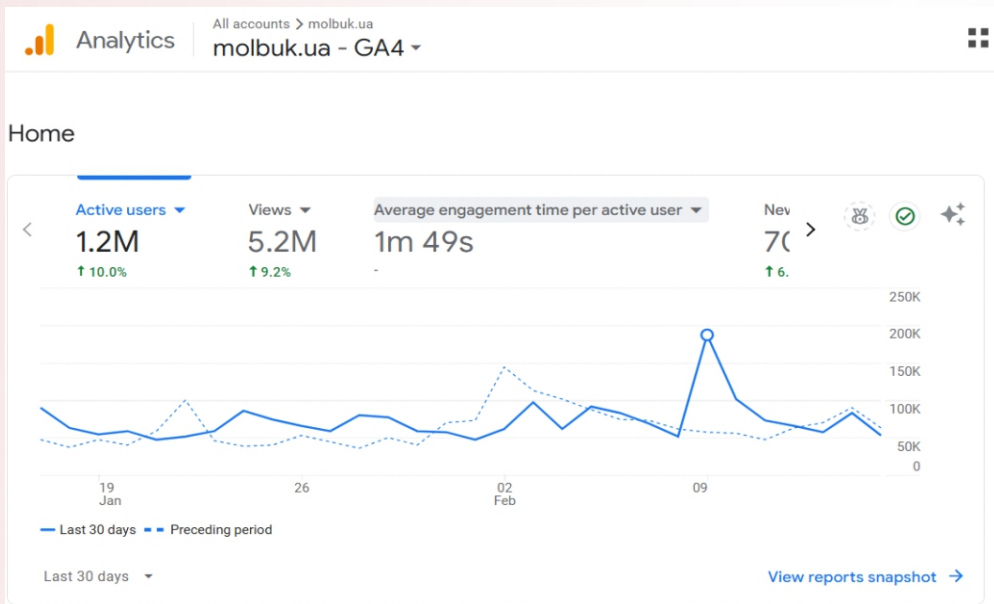 All accounts > molbuk.ua
Analytics
molbuk.ua - GA4
Home
Active users
Views
Average engagement time per active user
1.2M
5.2M
1m 49s
10.0%
9.2%
-
6.
250K
200K
150K
100K
50K
0
19
Jan
26
02
Feb
09
Last 30 days
Preceding period
Last 30 days
View reports snapshot